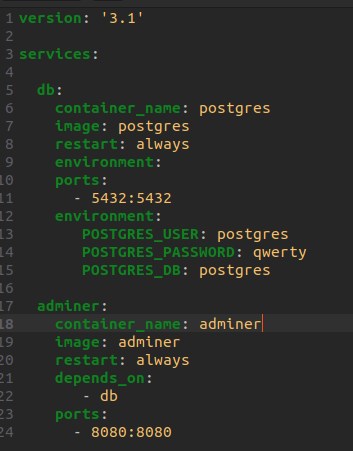 1 version: '3.1'
2
3 services:
4
5   db:
6     container_name: postgres
7     image: postgres
8     restart: always
9     environment:
10     ports:
11       - 5432:5432
12     environment:
13        POSTGRES_USER: postgres
14        POSTGRES_PASSWORD: qwerty
15        POSTGRES_DB: postgres
16
17   adminer:
18     container_name: adminer
19     image: adminer
20     restart: always
21     depends_on:
22        - db
23     ports:
24       - 8080:8080